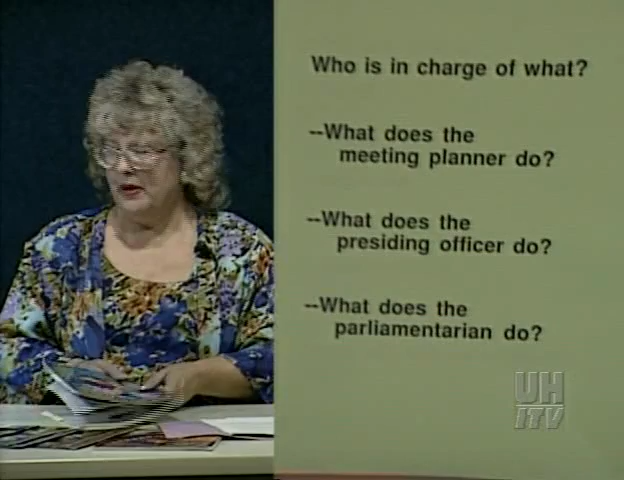 Who is in charge of what?
--What does the
meeting planner do?
--What does the
presiding officer do?
--What does the
parliamentarian do?
UH
ITV